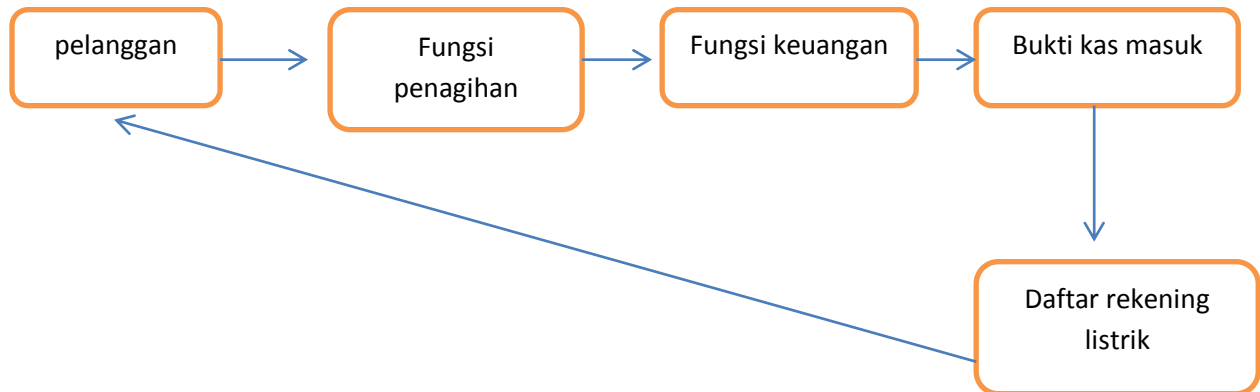 pelanggan
Fungsi
penagihan
Fungsi keuangan
Bukti kas masuk
Daftar rekening
listrik